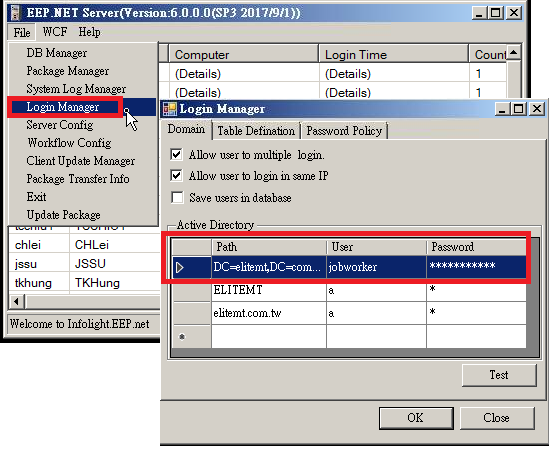 EEP.NET Server(Version:6.0.0.0(SP3 2017/9/1))
File WCF Help
DB Manager
Package Manager
System Log Manager
Login Manager
Server Config
Workflow Config
Client Update Manager
Package Transfer Info
Exit
Update Package
Computer Login Time Count
(Details) (Details) 1
(Details) (Details) 1
chlei CHLei
jssu JSSU
tkhung TKHung
Welcome to Infolight.EEP.net
Login Manager
Domain Table Defination Password Policy
Allow user to multiple login.
Allow user to login in same IP
Save users in database
Active Directory
Path User Password
DC=elitemt,DC=com... jobworker ***********
ELITEMT a *
elitemt.com.tw a *
*
Test
OK Close